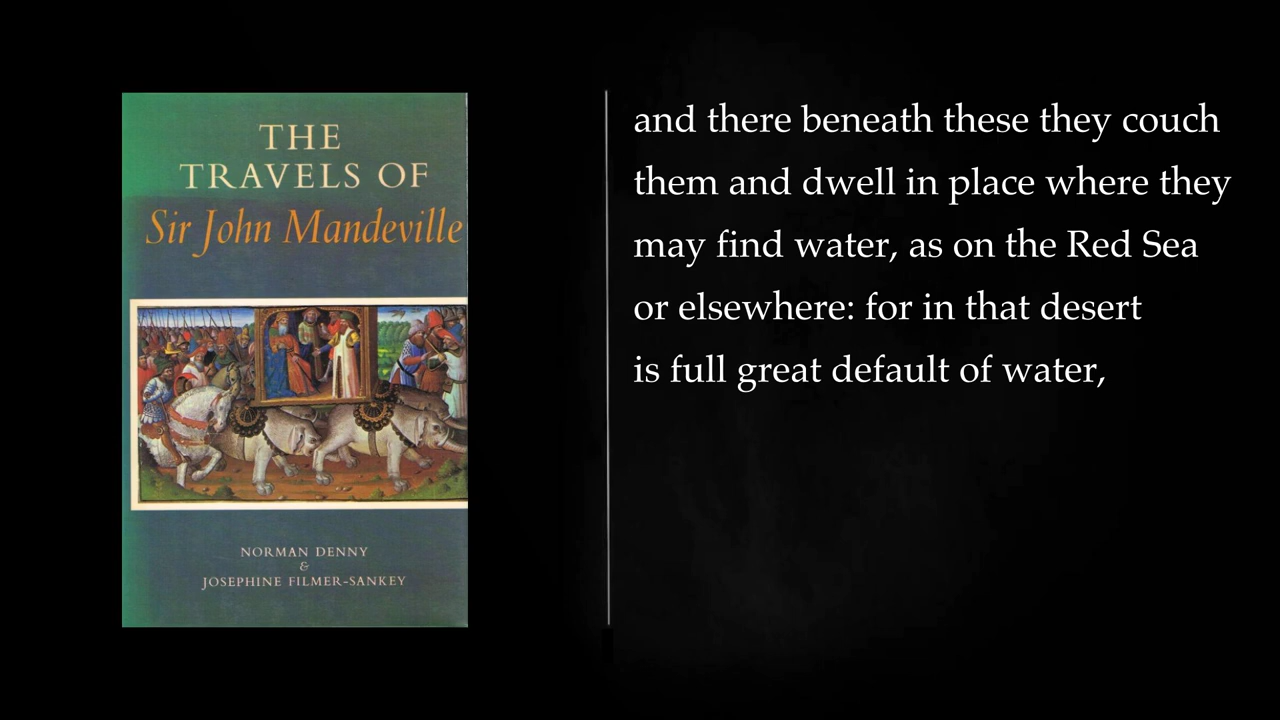 THE
TRAVELS OF
Sir John Mandeville
NORMAN DENNY
&
JOSEPHINE FILMER-SANKEY
and there beneath these they couch
them and dwell in place where they
may find water, as on the Red Sea
or elsewhere: for in that desert
is full great default of water,